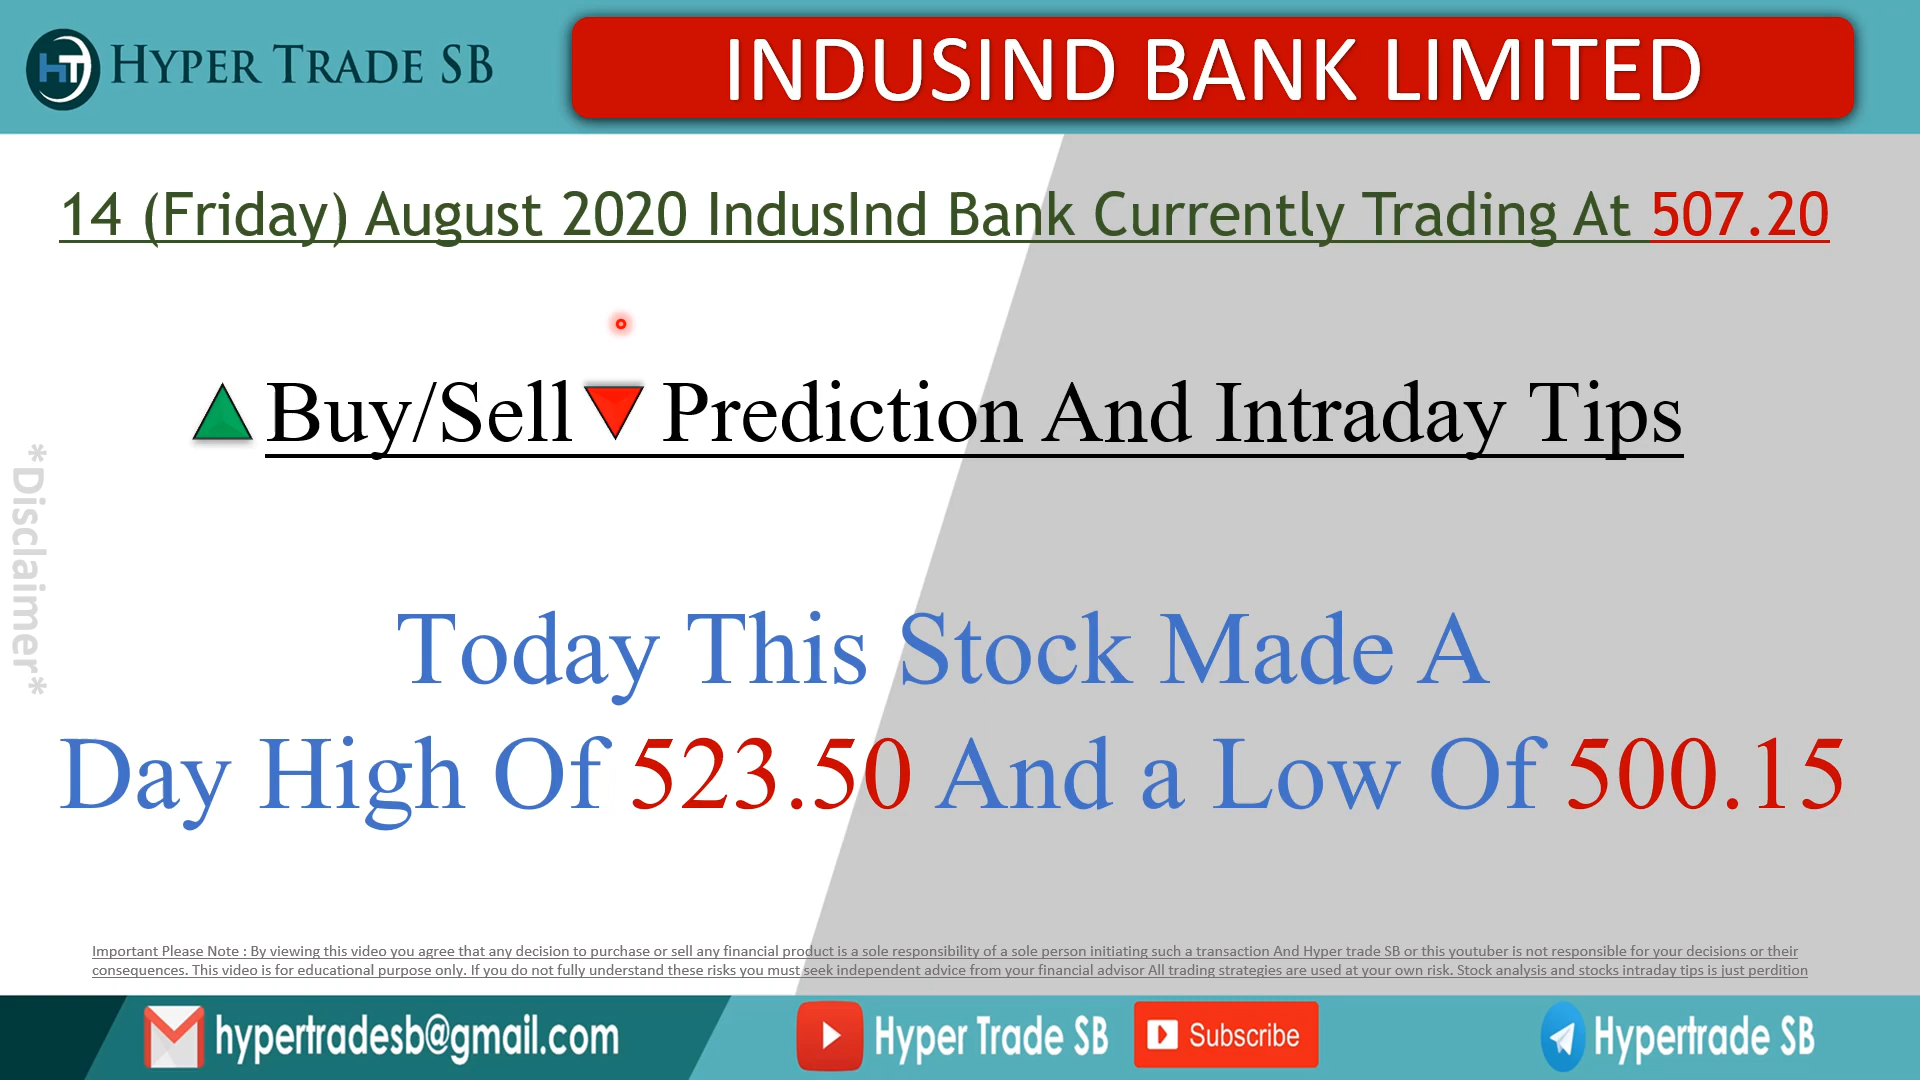 HT HYPER TRADE SB
INDUSIND BANK LIMITED
14 (Friday) August 2020 IndusInd Bank Currently Trading At 507.20
Buy/Sell Prediction And Intraday Tips
*Disclaimer*
Today This Stock Made A
Day High Of 523.50 And a Low Of 500.15
Important Please Note : By viewing this video you agree that any decision to purchase or sell any financial product is a sole responsibility of a sole person initiating such a transaction And Hyper trade SB or this youtuber is not responsible for your decisions or their
consequences. This video is for educational purpose only. If you do not fully understand these risks you must seek independent advice from your financial advisor All trading strategies are used at your own risk. Stock analysis and stocks intraday tips is just perdition
hypertradesb@gmail.com
Hyper Trade SB
Subscribe
Hypertrade SB